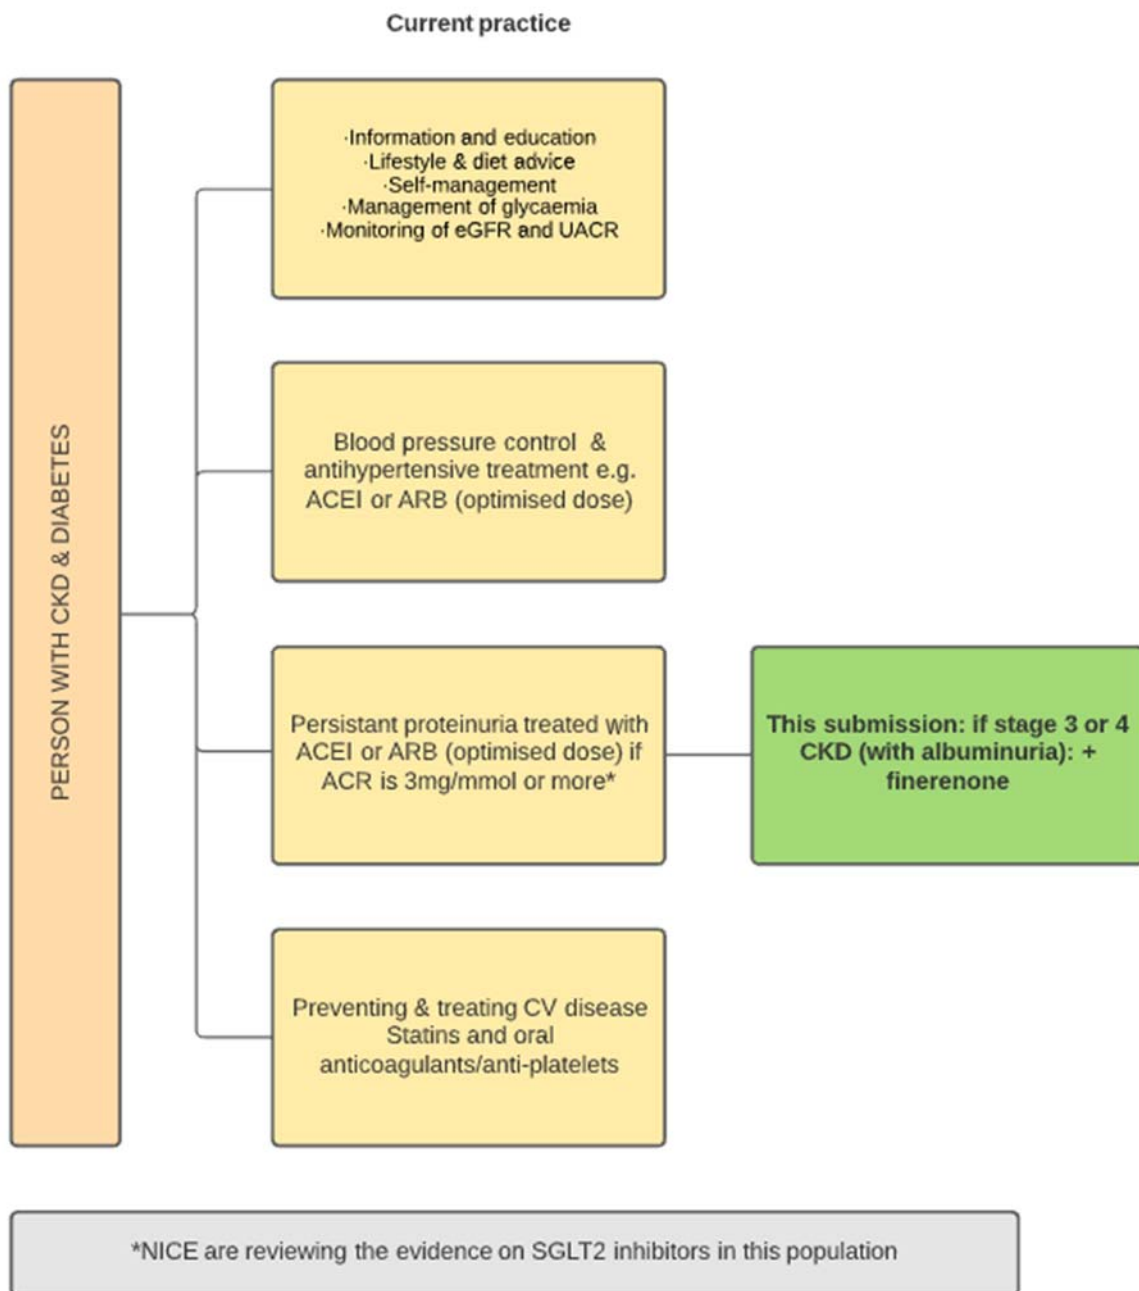 Current practice
PERSON WITH CKD & DIABETES
·Information and education
·Lifestyle & diet advice
·Self-management
·Management of glycaemia
·Monitoring of eGFR and UACR
Blood pressure control &
antihypertensive treatment e.g.
ACEI or ARB (optimised dose)
Persistant proteinuria treated with
ACEI or ARB (optimised dose) if
ACR is 3mg/mmol or more*
This submission: if stage 3 or 4
CKD (with albuminuria): +
finerenone
Preventing & treating CV disease
Statins and oral
anticoagulants/anti-platelets
*NICE are reviewing the evidence on SGLT2 inhibitors in this population